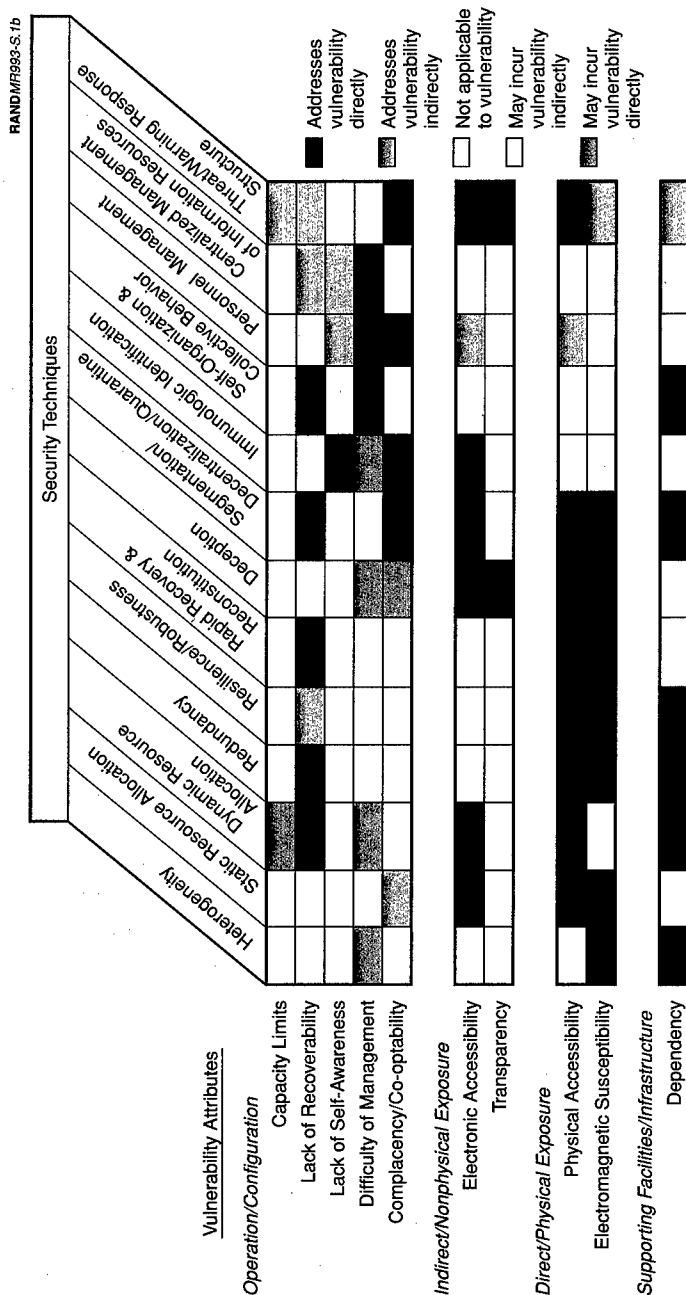 RANDMR993-S.1b
Security Techniques
Heterogeneity
Static Resource Allocation
Dynamic Resource
Allocation
Redundancy
Resilience/Robustness
Rapid Recovery &
Reconstitution
Deception
Segmentation/
Decentralization/Quarantine
Immunologic Identification
Self-Organization &
Collective Behavior
Personnel Management
Centralized Management
of Information Resources
Threat/Warning Response
Structure
Vulnerability Attributes
Operation/Configuration
Capacity Limits
Lack of Recoverability
Lack of Self-Awareness
Difficulty of Management
Complacency/Co-optability
Indirect/Nonphysical Exposure
Electronic Accessibility
Transparency
Direct/Physical Exposure
Physical Accessibility
Electromagnetic Susceptibility
Supporting Facilities/Infrastructure
Dependency
Addresses
vulnerability
directly
Addresses
vulnerability
indirectly
Not applicable
to vulnerability
May incur
vulnerability
indirectly
May incur
vulnerability
directly